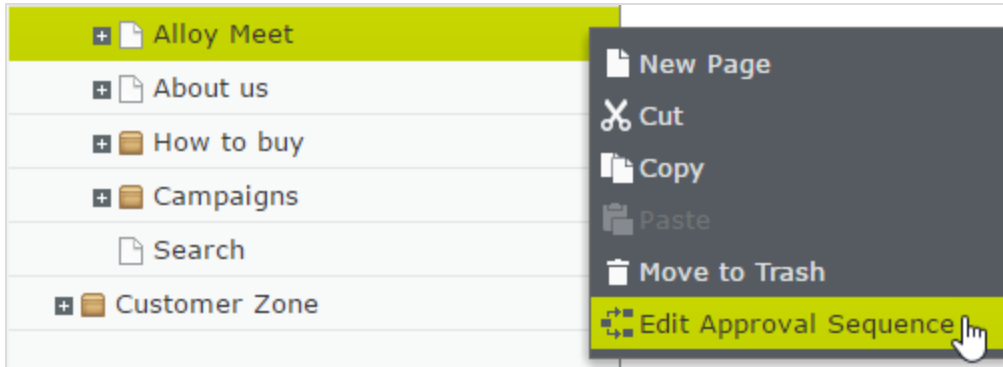 Alloy Meet
About us
How to buy
Campaigns
Search
Customer Zone
New Page
Cut
Copy
Paste
Move to Trash
Edit Approval Sequence